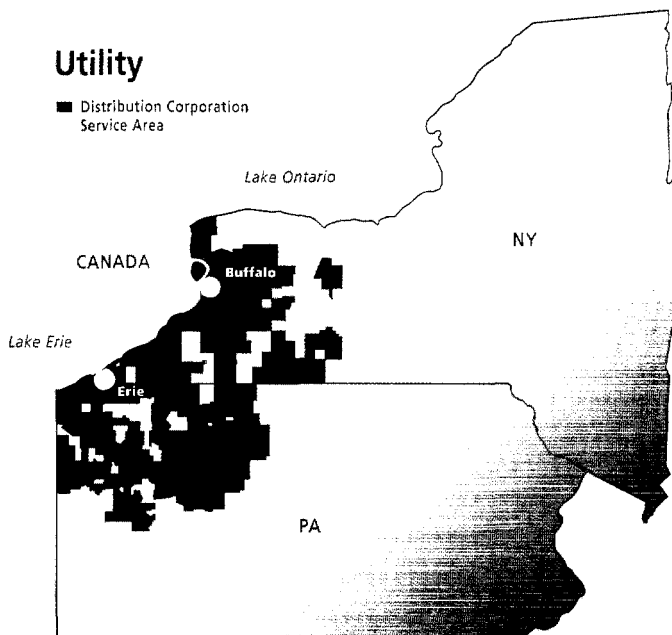 Utility
Distribution Corporation
Service Area
Lake Ontario
NY
CANADA
Buffalo
Lake Erie
Erie
PA